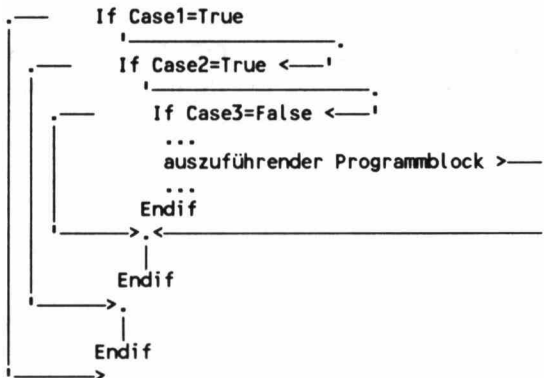 If Case1=True
If Case2=True <
If Case3=False <
...
auszuführender Programmblock >
...
Endif
Endif
Endif